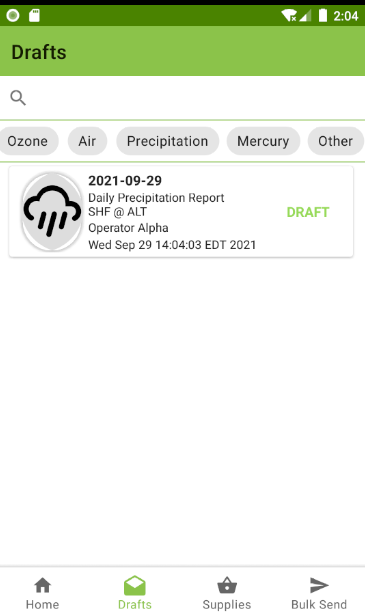 2:04
Drafts
Ozone Air Precipitation Mercury Other
2021-09-29
Daily Precipitation Report
SHF @ ALT
DRAFT
Operator Alpha
Wed Sep 29 14:04:03 EDT 2021
Home Drafts Supplies Bulk Send